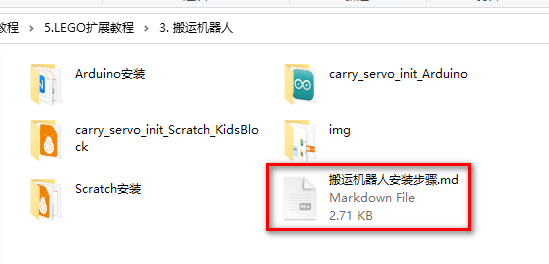 教程 › 5.LEGO扩展教程 › 3. 搬运机器人
Arduino安装
carry_servo_init_Arduino
carry_servo_init_Scratch_KidsBlo
ck
img
Scratch安装
搬运机器人安装步骤.md
Markdown File
2.71 KB